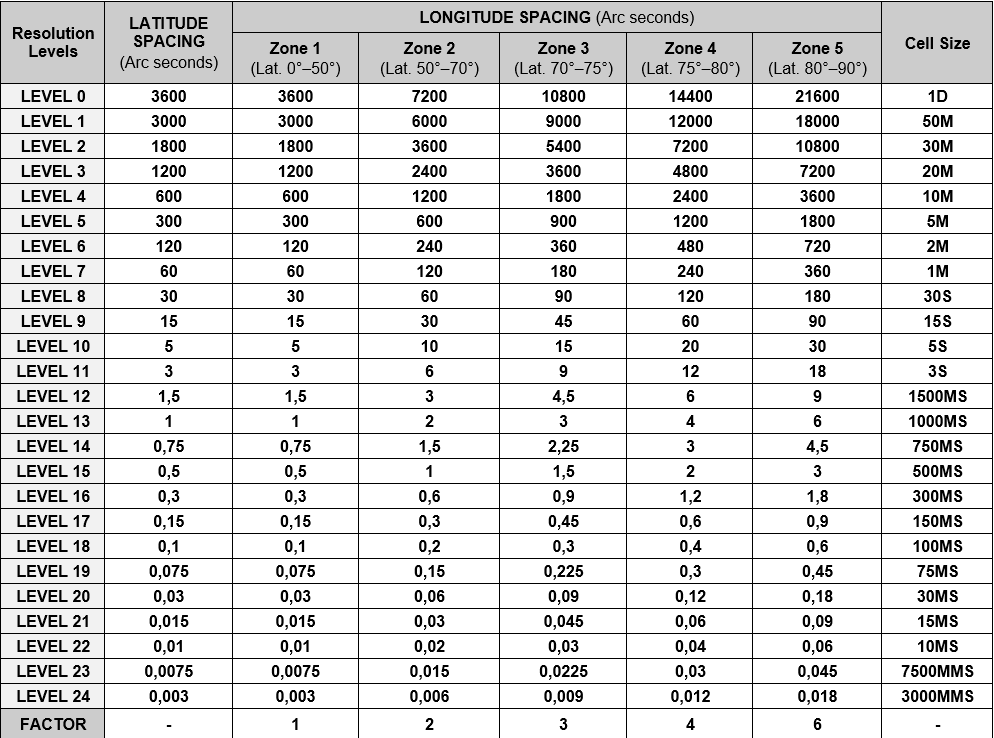 Resolution Levels LATITUDE SPACING (Arc seconds) LONGITUDE SPACING (Arc seconds) Cell Size
Zone 1 (Lat. 0°–50°) Zone 2 (Lat. 50°–70°) Zone 3 (Lat. 70°–75°) Zone 4 (Lat. 75°–80°) Zone 5 (Lat. 80°–90°)
LEVEL 0 3600 3600 7200 10800 14400 21600 1D
LEVEL 1 3000 3000 6000 9000 12000 18000 50M
LEVEL 2 1800 1800 3600 5400 7200 10800 30M
LEVEL 3 1200 1200 2400 3600 4800 7200 20M
LEVEL 4 600 600 1200 1800 2400 3600 10M
LEVEL 5 300 300 600 900 1200 1800 5M
LEVEL 6 120 120 240 360 480 720 2M
LEVEL 7 60 60 120 180 240 360 1M
LEVEL 8 30 30 60 90 120 180 30S
LEVEL 9 15 15 30 45 60 90 15S
LEVEL 10 5 5 10 15 20 30 5S
LEVEL 11 3 3 6 9 12 18 3S
LEVEL 12 1,5 1,5 3 4,5 6 9 1500MS
LEVEL 13 1 1 2 3 4 6 1000MS
LEVEL 14 0,75 0,75 1,5 2,25 3 4,5 750MS
LEVEL 15 0,5 0,5 1 1,5 2 3 500MS
LEVEL 16 0,3 0,3 0,6 0,9 1,2 1,8 300MS
LEVEL 17 0,15 0,15 0,3 0,45 0,6 0,9 150MS
LEVEL 18 0,1 0,1 0,2 0,3 0,4 0,6 100MS
LEVEL 19 0,075 0,075 0,15 0,225 0,3 0,45 75MS
LEVEL 20 0,03 0,03 0,06 0,09 0,12 0,18 30MS
LEVEL 21 0,015 0,015 0,03 0,045 0,06 0,09 15MS
LEVEL 22 0,01 0,01 0,02 0,03 0,04 0,06 10MS
LEVEL 23 0,0075 0,0075 0,015 0,0225 0,03 0,045 7500MMS
LEVEL 24 0,003 0,003 0,006 0,009 0,012 0,018 3000MMS
FACTOR - 1 2 3 4 6 -